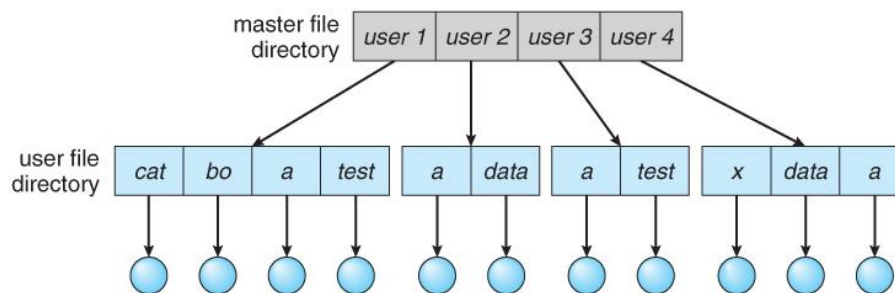 master file
directory
user 1 user 2 user 3 user 4
user file
directory
cat bo a test a data a test x data a